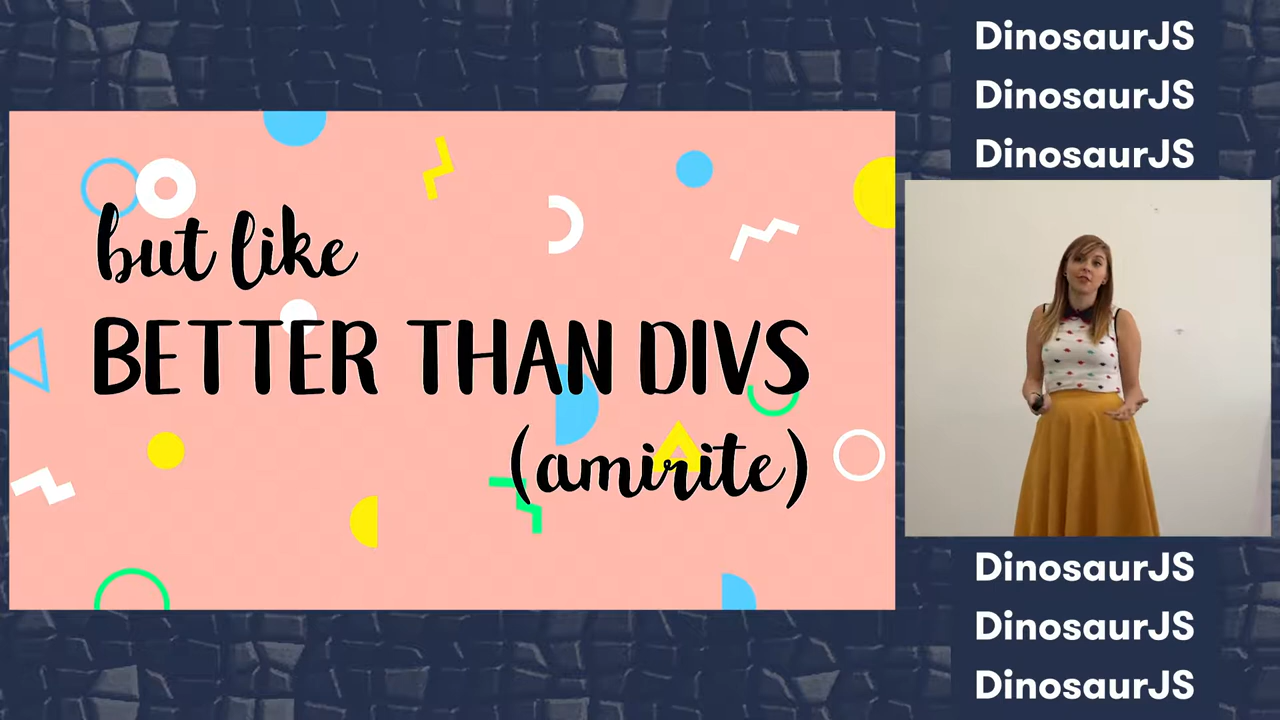 DinosaurJS
DinosaurJS
DinosaurJS
but like
BETTER THAN DIVS
(amirite)
DinosaurJS
DinosaurJS
DinosaurJS